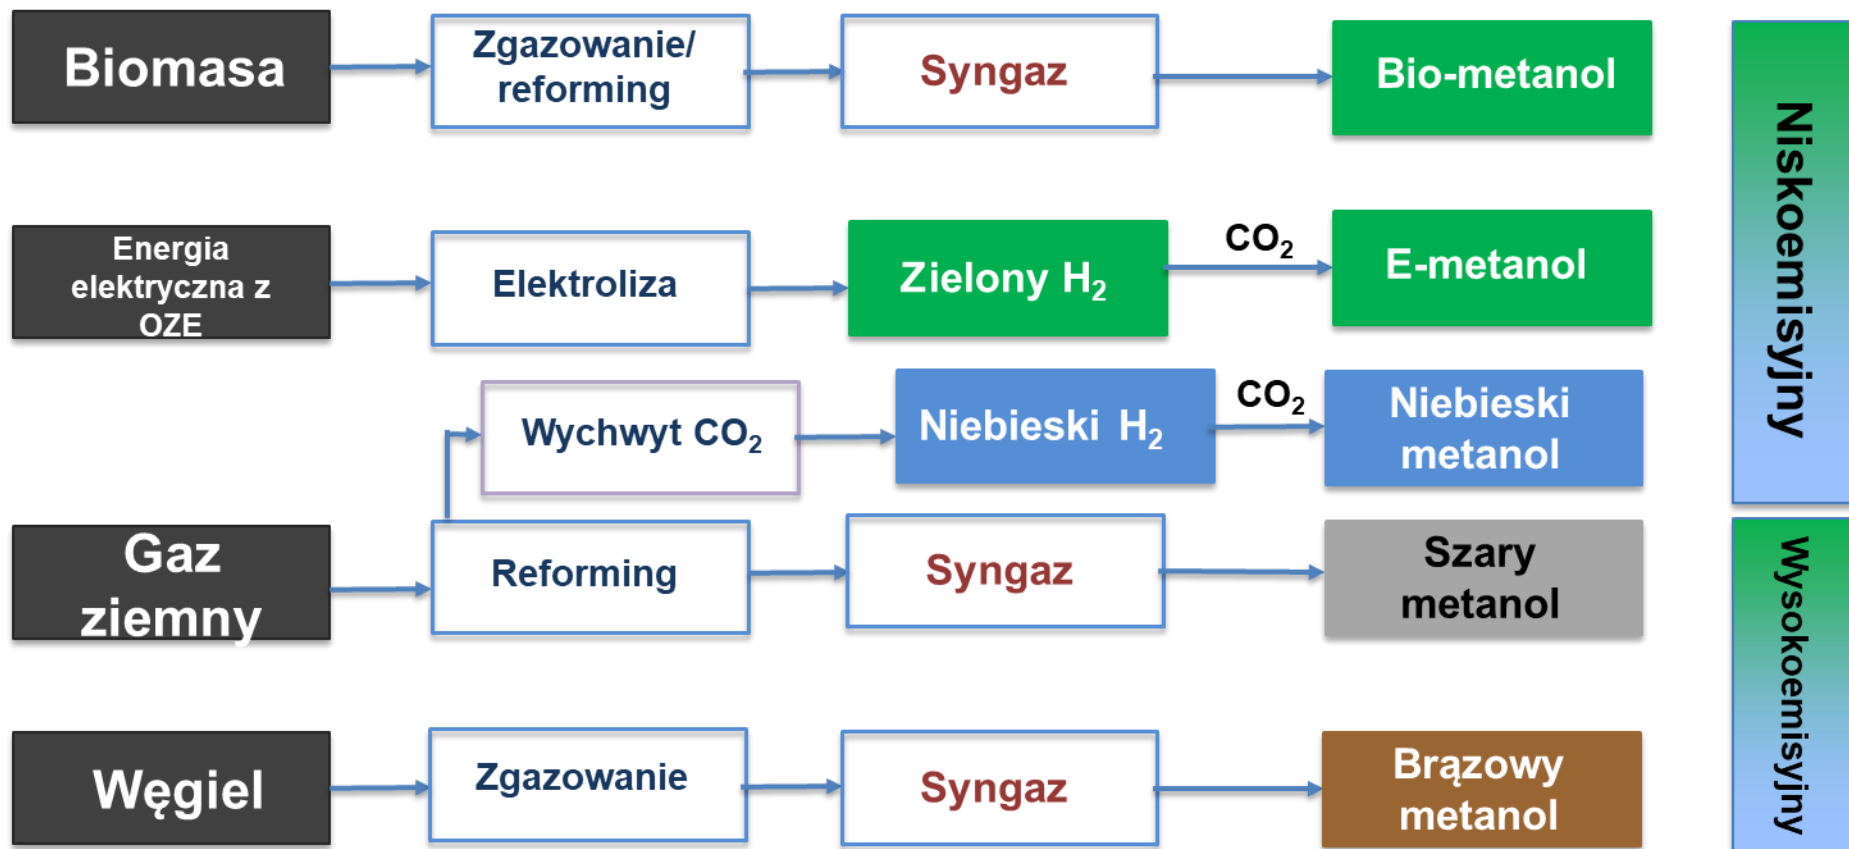 Biomasa
Zgazowanie/
reforming
Syngaz
Bio-metanol
Niskoemisyjny
Energia
elektryczna z
OZE
Elektroliza
Zielony H₂
CO₂
E-metanol
Wychwyt CO₂
Niebieski H₂
CO₂
Niebieski
metanol
Gaz
ziemny
Reforming
Syngaz
Szary
metanol
Wysokoemisyjny
Węgiel
Zgazowanie
Syngaz
Brązowy
metanol